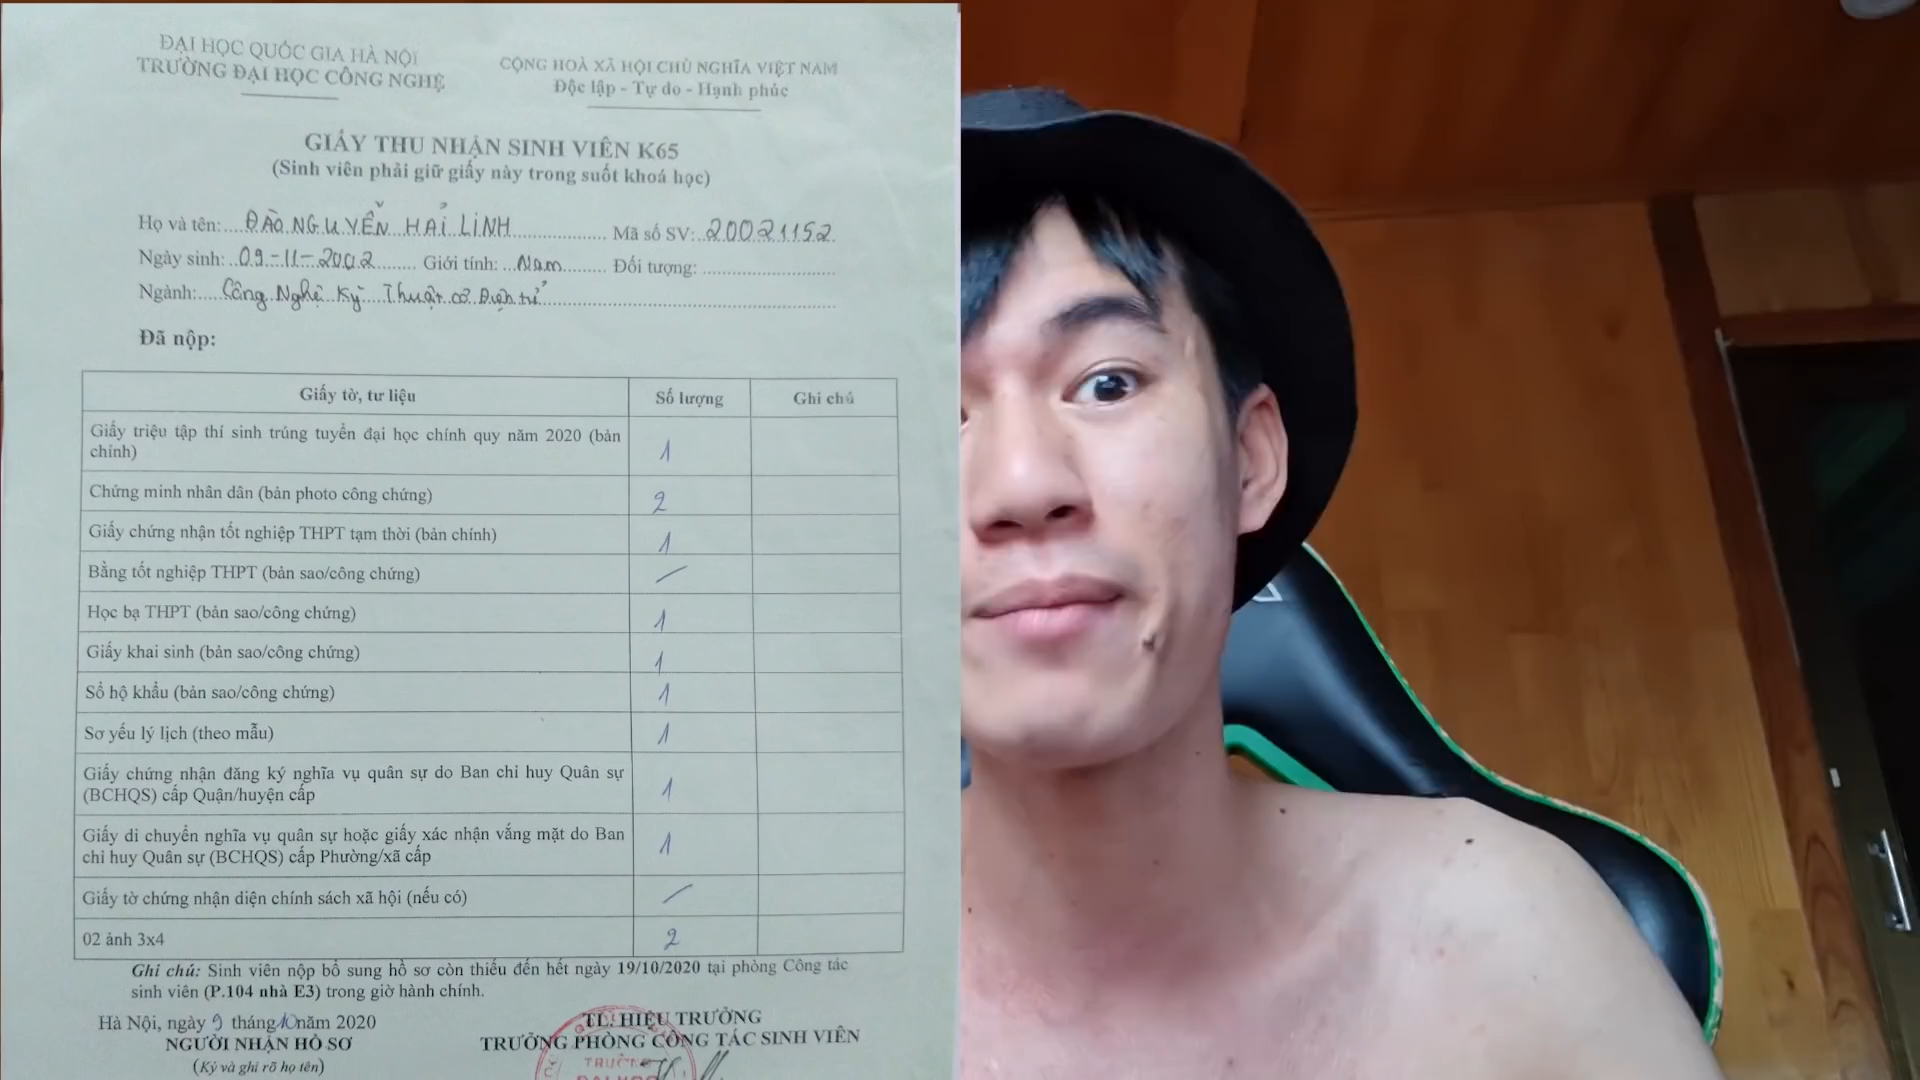 ĐẠI HỌC QUỐC GIA HÀ NỘI
TRƯỜNG ĐẠI HỌC CÔNG NGHỆ
CỘNG HOÀ XÃ HỘI CHỦ NGHĨA VIỆT NAM
Độc lập - Tự do - Hạnh phúc
GIẤY THU NHẬN SINH VIÊN K65
(Sinh viên phải giữ giấy này trong suốt khoá học)
Họ và tên: ĐÀO NGUYỄN HẢI LINH Mã số SV: 20021152
Ngày sinh: 09-11-2002 Giới tính: Nam Đối tượng:
Ngành: Công Nghệ Kỹ Thuật cơ Điện tử
Đã nộp:
Giấy tờ, tư liệu Số lượng Ghi chú
Giấy triệu tập thí sinh trúng tuyển đại học chính quy năm 2020 (bản
chính) 1
Chứng minh nhân dân (bản photo công chứng) 2
Giấy chứng nhận tốt nghiệp THPT tạm thời (bản chính) 1
Bằng tốt nghiệp THPT (bản sao/công chứng) /
Học bạ THPT (bản sao/công chứng) 1
Giấy khai sinh (bản sao/công chứng) 1
Sổ hộ khẩu (bản sao/công chứng) 1
Sơ yếu lý lịch (theo mẫu) 1
Giấy chứng nhận đăng ký nghĩa vụ quân sự do Ban chỉ huy Quân sự
(BCHQS) cấp Quận/huyện cấp 1
Giấy di chuyển nghĩa vụ quân sự hoặc giấy xác nhận vắng mặt do Ban
chỉ huy Quân sự (BCHQS) cấp Phường/xã cấp 1
Giấy tờ chứng nhận diện chính sách xã hội (nếu có) /
02 ảnh 3x4 2
Ghi chú: Sinh viên nộp bổ sung hồ sơ còn thiếu đến hết ngày 19/10/2020 tại phòng Công tác
sinh viên (P.104 nhà E3) trong giờ hành chính.
Hà Nội, ngày 9 tháng 10 năm 2020
NGƯỜI NHẬN HỒ SƠ
(Ký và ghi rõ họ tên)
TL. HIỆU TRƯỞNG
TRƯỞNG PHÒNG CÔNG TÁC SINH VIÊN
TRƯỜNG
ĐẠI HỌC